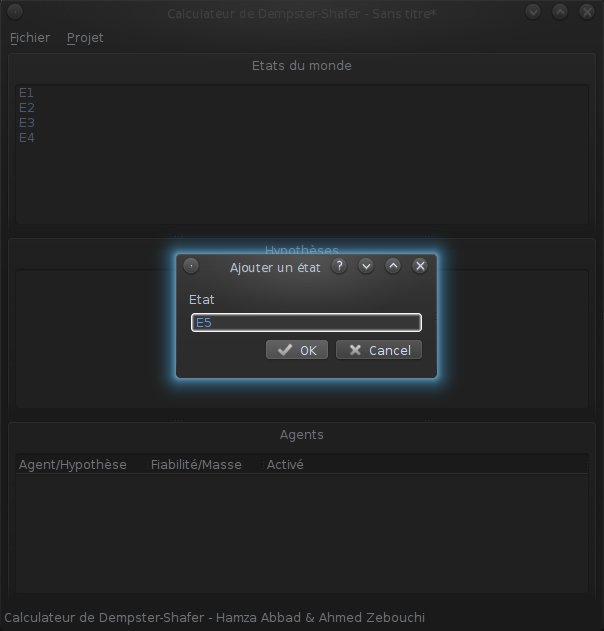 Calculateur de Dempster-Shafer - Sans titre*
Fichier Projet
Etats du monde
E1
E2
E3
E4
Hypothèses
Ajouter un état ?
Etat
E5
OK Cancel
Agents
Agent/Hypothèse Fiabilité/Masse Activé
Calculateur de Dempster-Shafer - Hamza Abbad & Ahmed Zebouchi